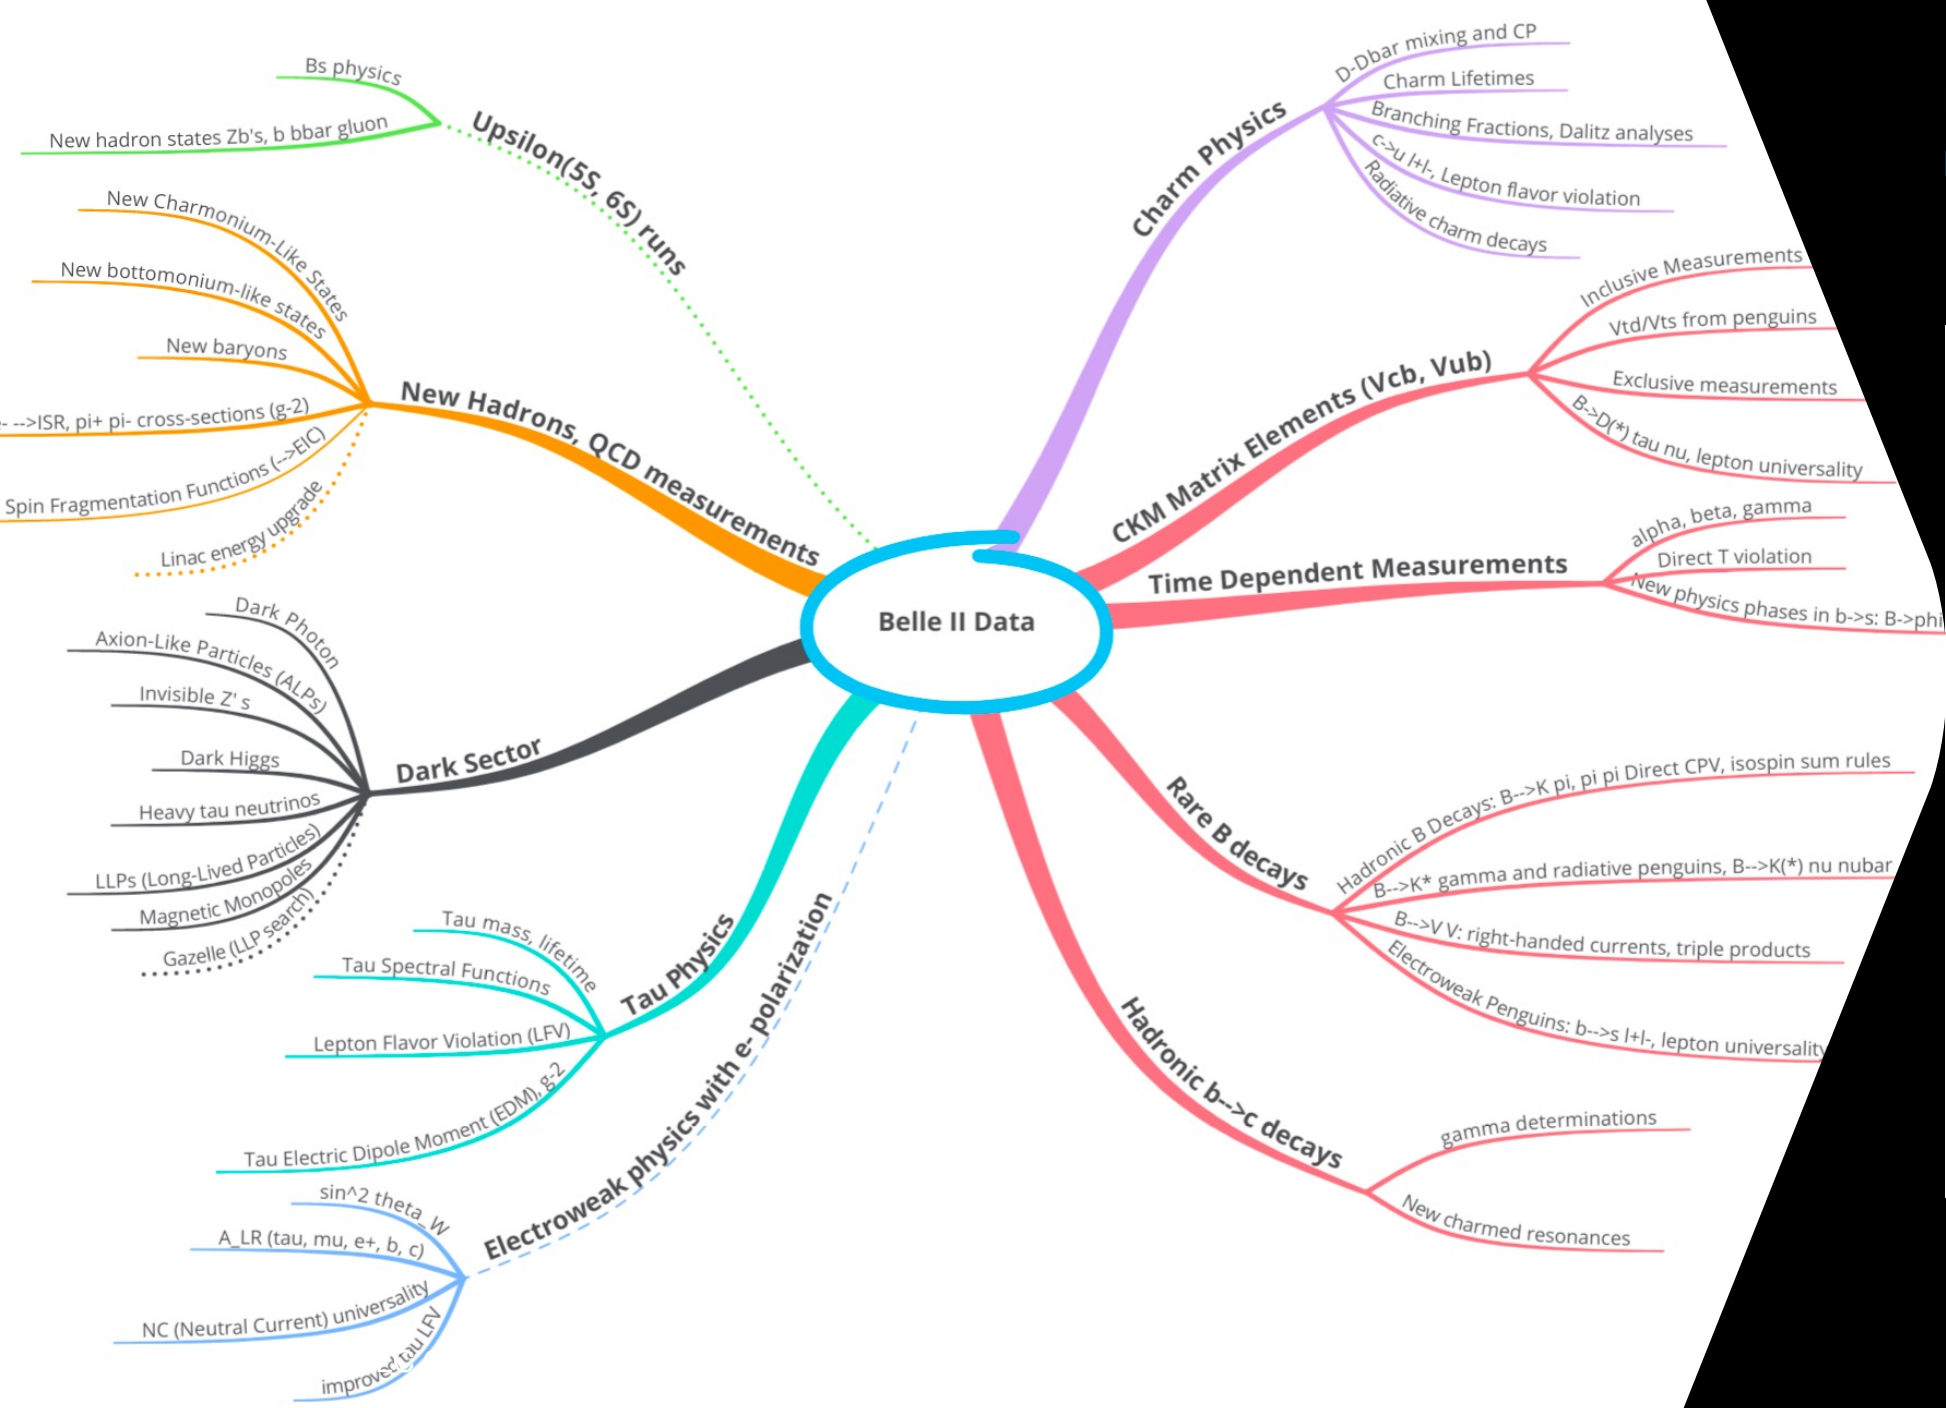 Belle II Data
Upsilon(5S, 6S) runs
Bs physics
New hadron states Zb's, b bbar gluon
New Hadrons, QCD measurements
New Charmonium-Like States
New bottomonium-like states
New baryons
- -->ISR, pi+ pi- cross-sections (g-2)
Spin Fragmentation Functions (-->EIC)
Linac energy upgrade
Dark Sector
Dark Photon
Axion-Like Particles (ALPs)
Invisible Z' s
Dark Higgs
Heavy tau neutrinos
LLPs (Long-Lived Particles)
Magnetic Monopoles
Gazelle (LLP search)
Tau Physics
Tau mass, lifetime
Tau Spectral Functions
Lepton Flavor Violation (LFV)
Tau Electric Dipole Moment (EDM), g-2
Electroweak physics with e- polarization
sin^2 theta_W
A_LR (tau, mu, e+, b, c)
NC (Neutral Current) universality
improved tau LFV
Charm Physics
D-Dbar mixing and CP
Charm Lifetimes
Branching Fractions, Dalitz analyses
c->u l+l-, Lepton flavor violation
Radiative charm decays
CKM Matrix Elements (Vcb, Vub)
Inclusive Measurements
Vtd/Vts from penguins
Exclusive measurements
B->D(*) tau nu, lepton universality
Time Dependent Measurements
alpha, beta, gamma
Direct T violation
New physics phases in b->s: B->phi
Rare B decays
Hadronic B Decays: B-->K pi, pi pi Direct CPV, isospin sum rules
B-->K* gamma and radiative penguins, B-->K(*) nu nubar
B-->V V: right-handed currents, triple products
Electroweak Penguins: b-->s l+l-, lepton universality
Hadronic b-->c decays
gamma determinations
New charmed resonances